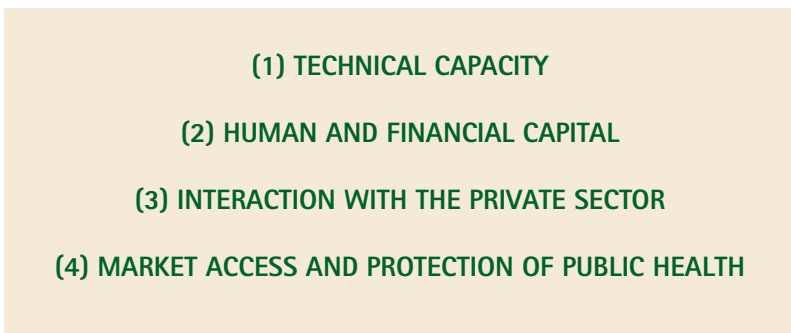 (1) TECHNICAL CAPACITY
(2) HUMAN AND FINANCIAL CAPITAL
(3) INTERACTION WITH THE PRIVATE SECTOR
(4) MARKET ACCESS AND PROTECTION OF PUBLIC HEALTH